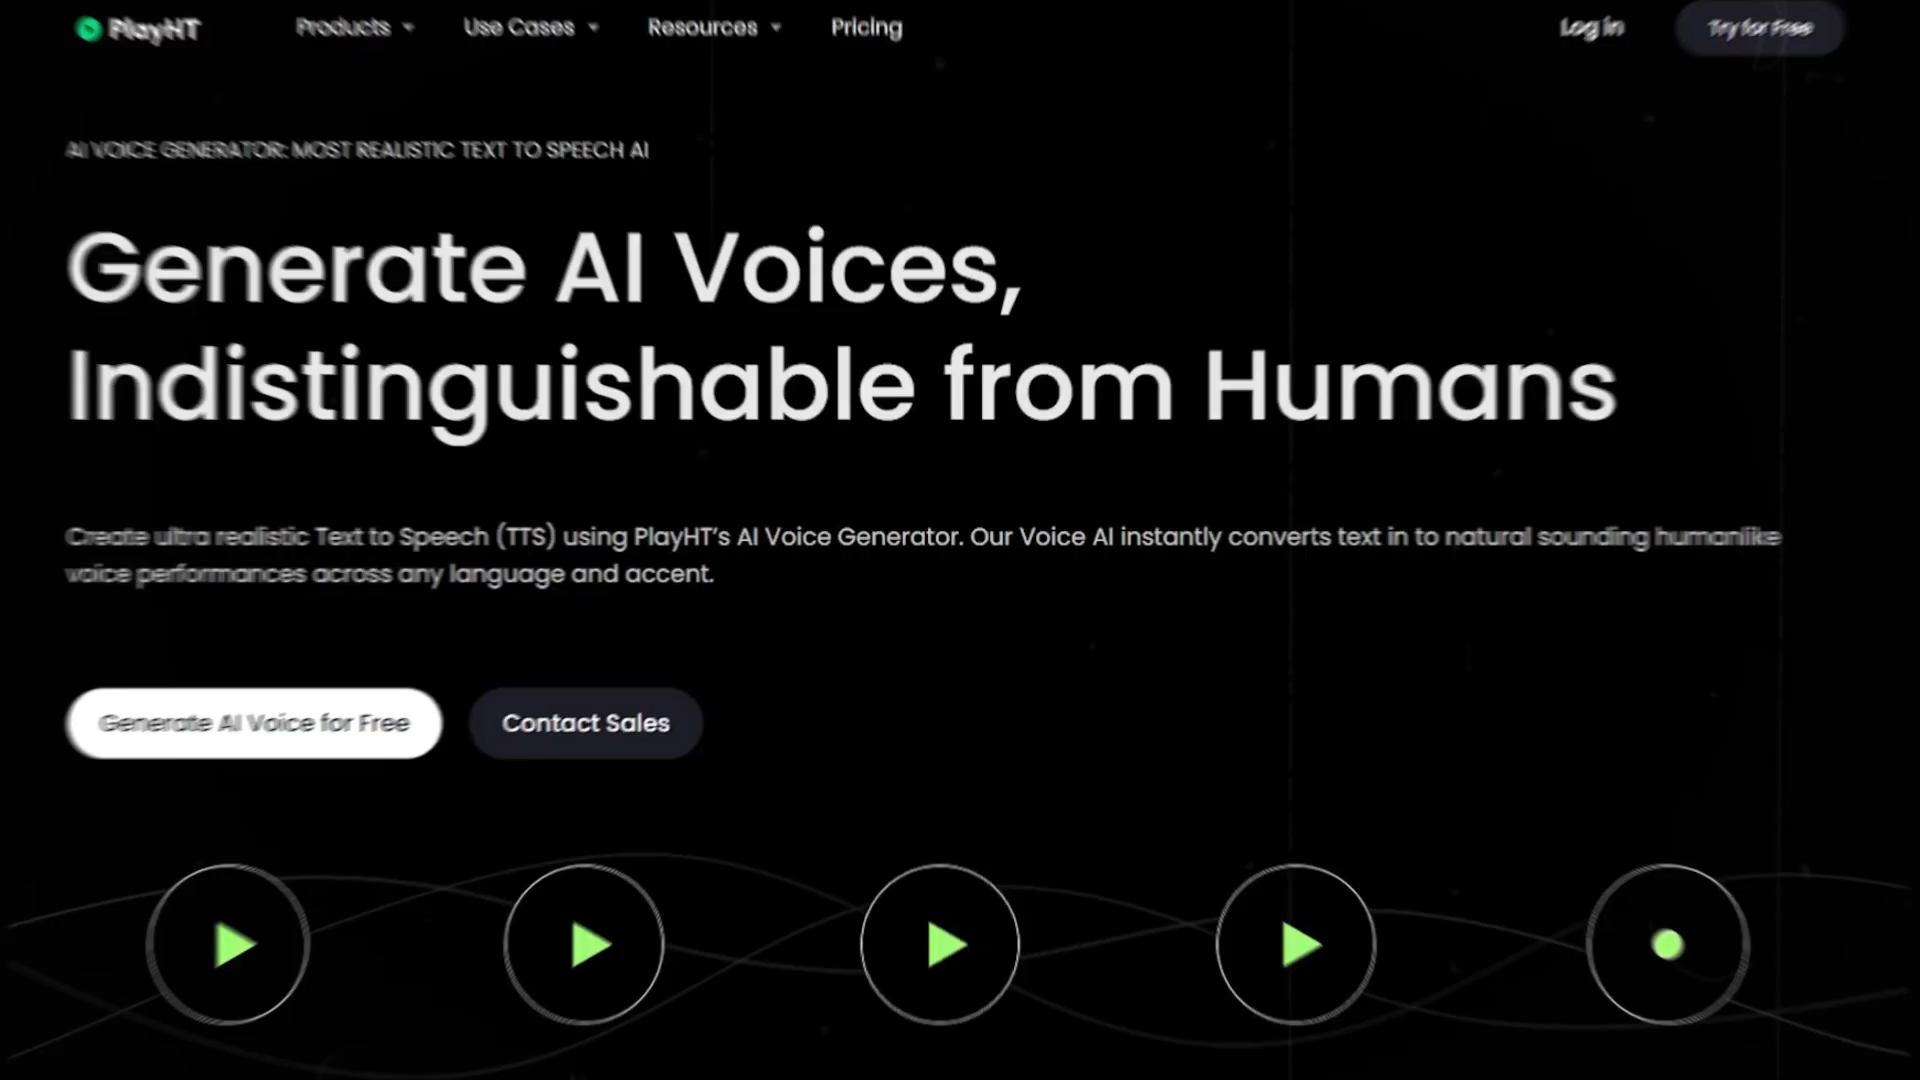 PlayHT
Products
Use Cases
Resources
Pricing
Log in
Try for Free
AI VOICE GENERATOR: MOST REALISTIC TEXT TO SPEECH AI
Generate AI Voices,
Indistinguishable from Humans
Create ultra realistic Text to Speech (TTS) using PlayHT's AI Voice Generator. Our Voice AI instantly converts text in to natural sounding humanlike
voice performances across any language and accent.
Generate AI Voice for Free
Contact Sales